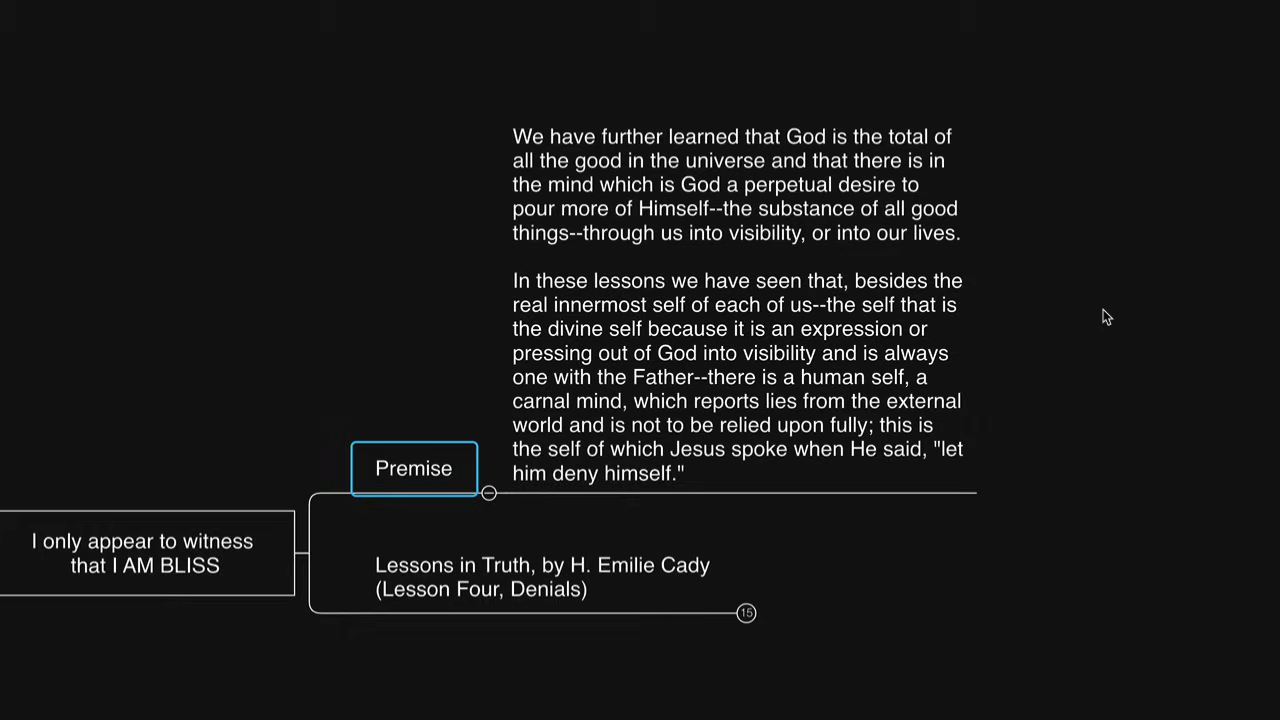 We have further learned that God is the total of
all the good in the universe and that there is in
the mind which is God a perpetual desire to
pour more of Himself--the substance of all good
things--through us into visibility, or into our lives.
In these lessons we have seen that, besides the
real innermost self of each of us--the self that is
the divine self because it is an expression or
pressing out of God into visibility and is always
one with the Father--there is a human self, a
carnal mind, which reports lies from the external
world and is not to be relied upon fully; this is
the self of which Jesus spoke when He said, "let
him deny himself."
Premise
I only appear to witness
that I AM BLISS
Lessons in Truth, by H. Emilie Cady
(Lesson Four, Denials)
15